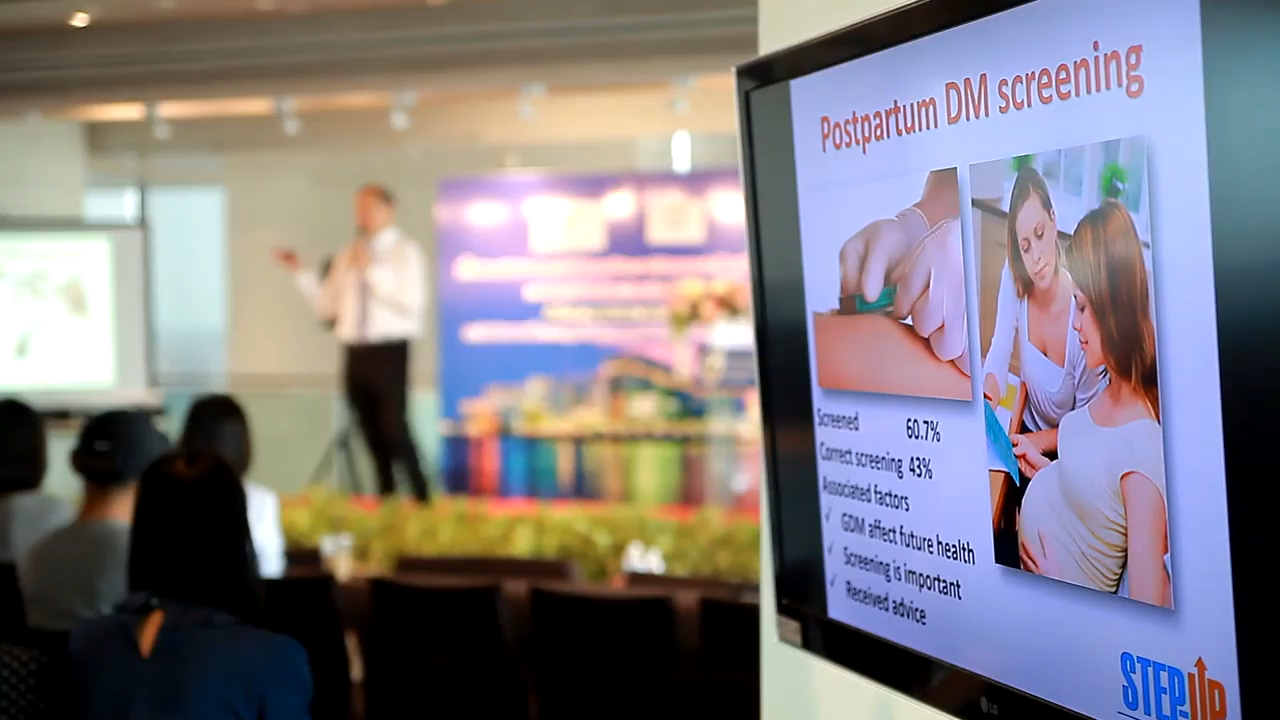 Postpartum DM screening
Screened 60.7%
Correct screening 43%
Associated factors
✓ GDM affect future health
✓ Screening is important
✓ Received advice
STEP-UP
LG